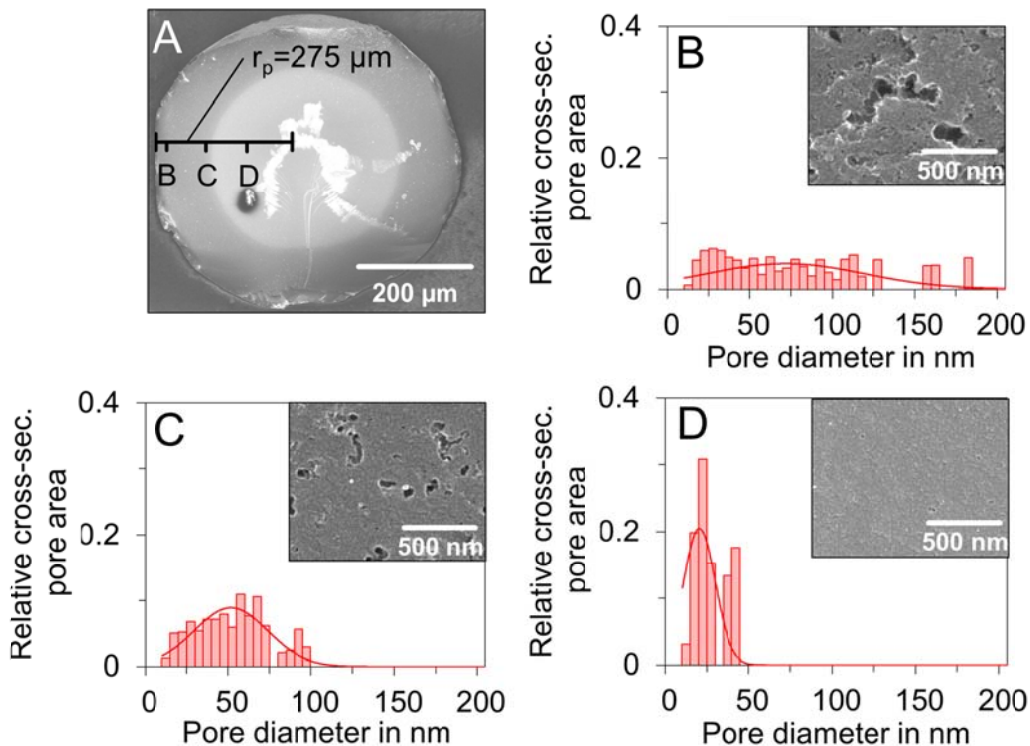 A
r_p=275 µm
B C D
200 µm
B
Relative cross-sec.
pore area
0.4
0.2
0
500 nm
0 50 100 150 200
Pore diameter in nm
C
Relative cross-sec.
pore area
0.4
0.2
0
500 nm
0 50 100 150 200
Pore diameter in nm
D
Relative cross-sec.
pore area
0.4
0.2
0
500 nm
0 50 100 150 200
Pore diameter in nm